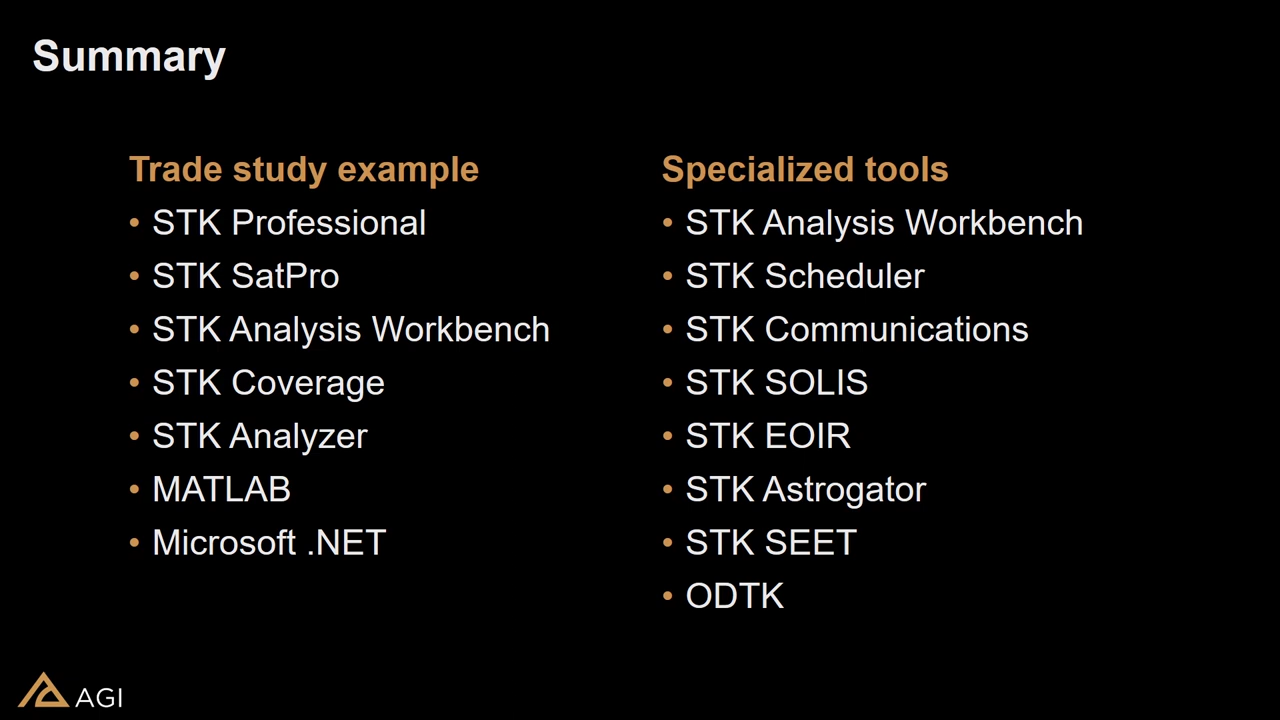 Summary
Trade study example
• STK Professional
• STK SatPro
• STK Analysis Workbench
• STK Coverage
• STK Analyzer
• MATLAB
• Microsoft .NET
Specialized tools
• STK Analysis Workbench
• STK Scheduler
• STK Communications
• STK SOLIS
• STK EOIR
• STK Astrogator
• STK SEET
• ODTK
AGI